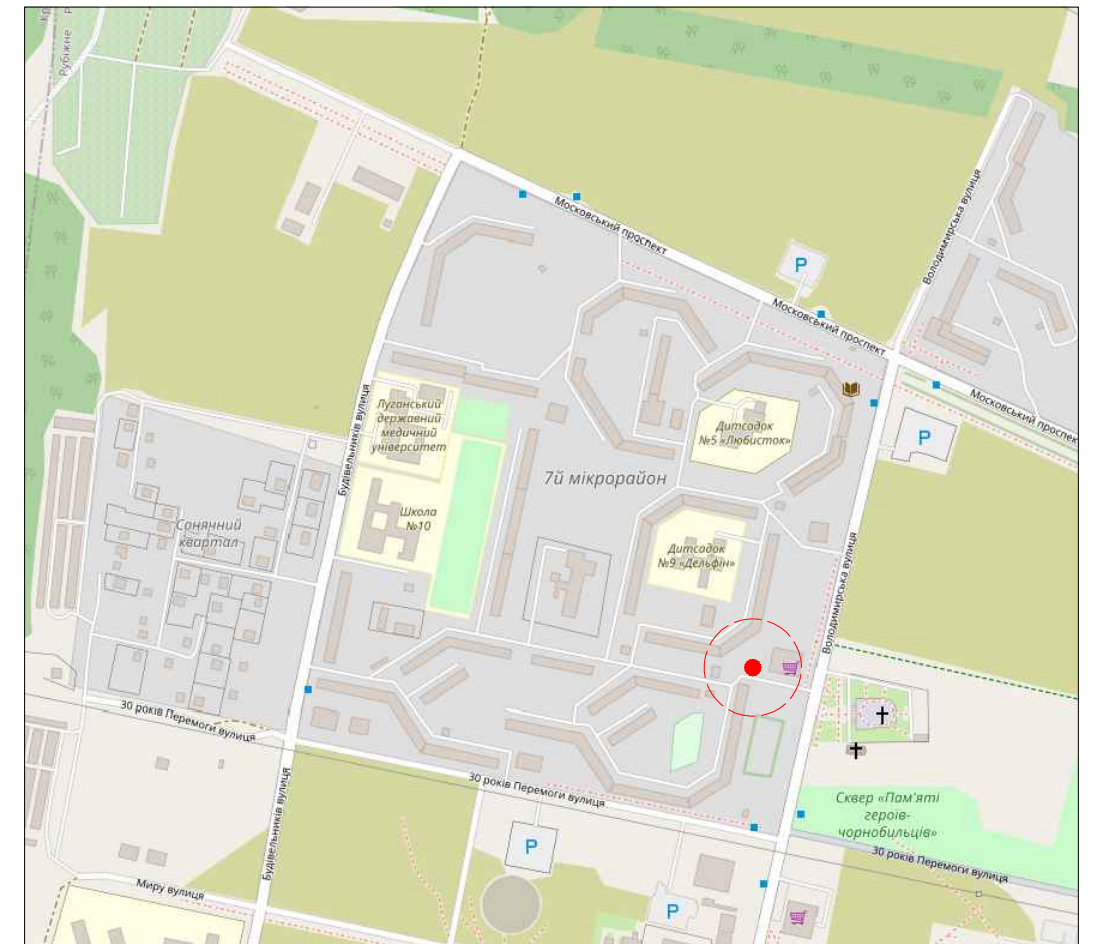 Рубіжне
Московський проспект
Володимирська вулиця
P
Московський проспект
Московський
Луганський
державний
медичний
університет
Дитсадок
№5 «Любисток»
P
Будівельників вулиця
7й мікрорайон
Школа
№10
Сонячний
квартал
Дитсадок
№9 «Дельфін»
Володимирська вулиця
30 років Перемоги вулиця
30 років Перемоги вулиця
Сквер «Пам'яті
героїв-
чорнобильців»
Будівельників вулиця
P
30 років Перемоги вулиця
Миру вулиця
P